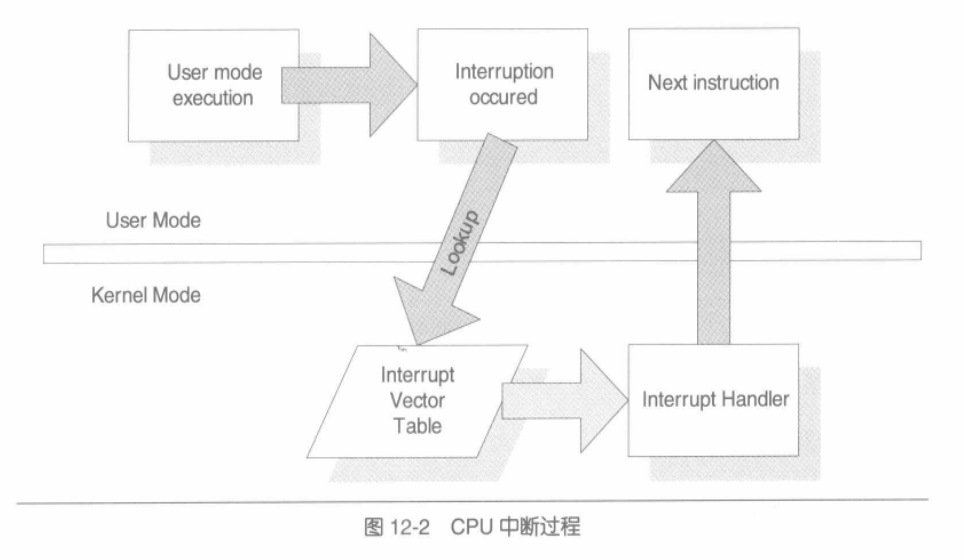 User mode
execution
Interruption
occured
Next instruction
User Mode
Lookup
Kernel Mode
Interrupt
Vector
Table
Interrupt Handler
图 12-2 CPU 中断过程